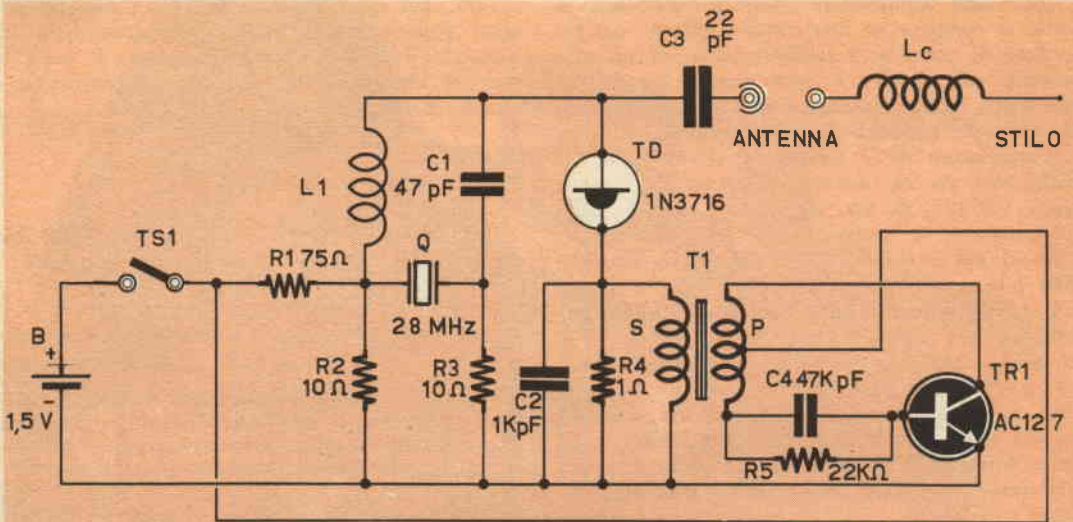 C3
22
pF
Lc
ANTENNA
STILO
L1
C1
47 pF
TD
1N3716
TS1
R1 75Ω
Q
28 MHz
T1
S
P
B
+
-
1,5 V
R2
10Ω
R3
10Ω
C2
1KpF
R4
1Ω
C4 47KpF
R5
22KΩ
TR1
AC127